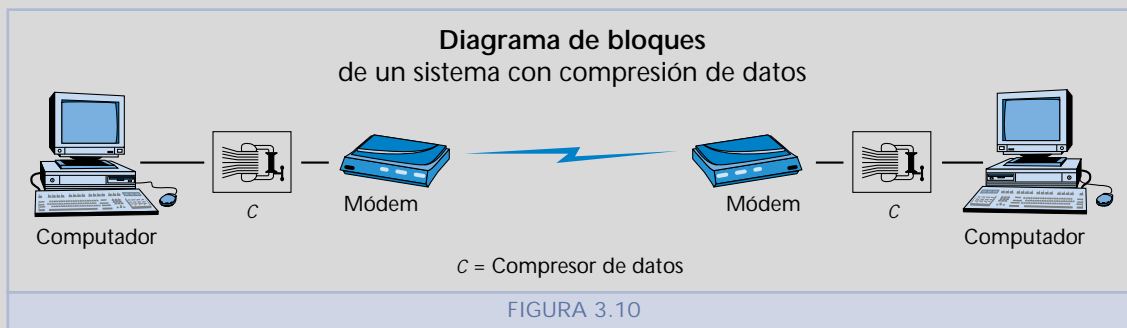 Diagrama de bloques
de un sistema con compresión de datos
C
Módem
Módem
C
Computador
Computador
C = Compresor de datos
FIGURA 3.10